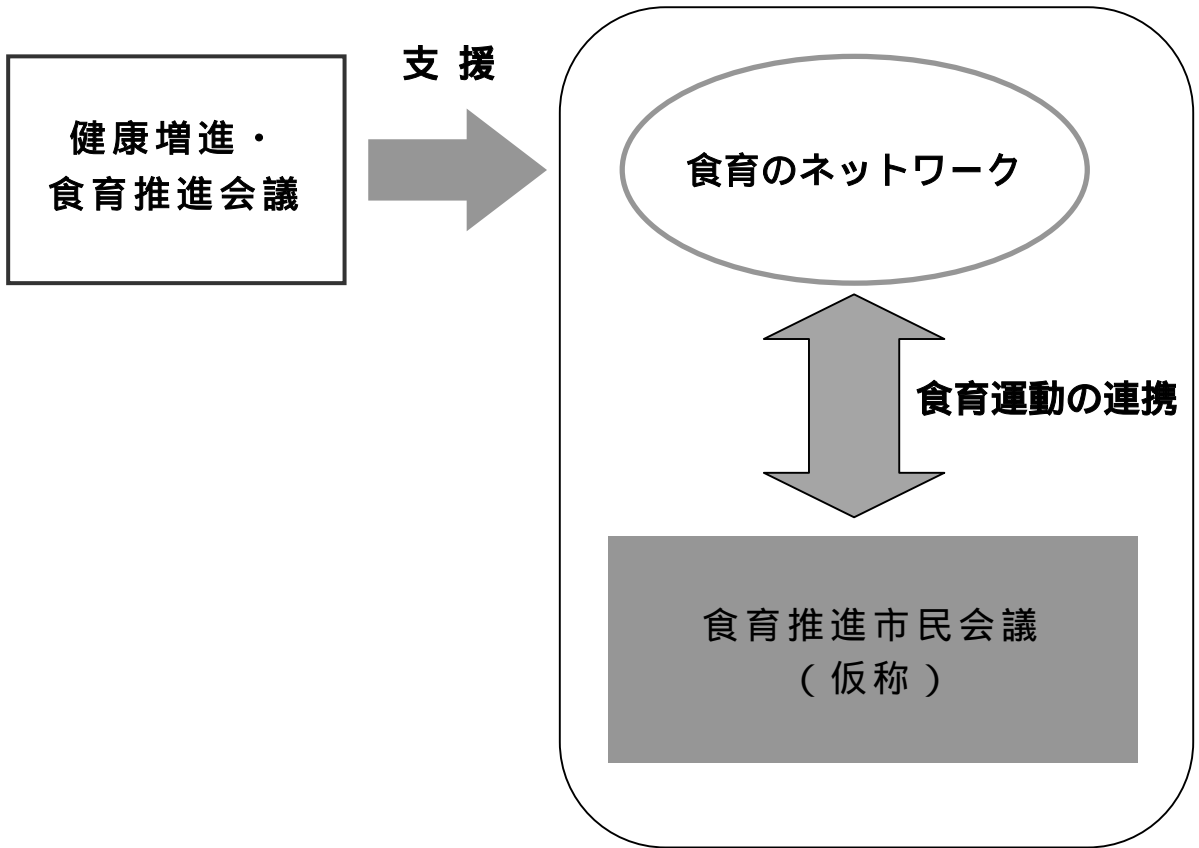 健康増進・
食育推進会議
支援
食育のネットワーク
食育運動の連携
食育推進市民会議
(仮称)